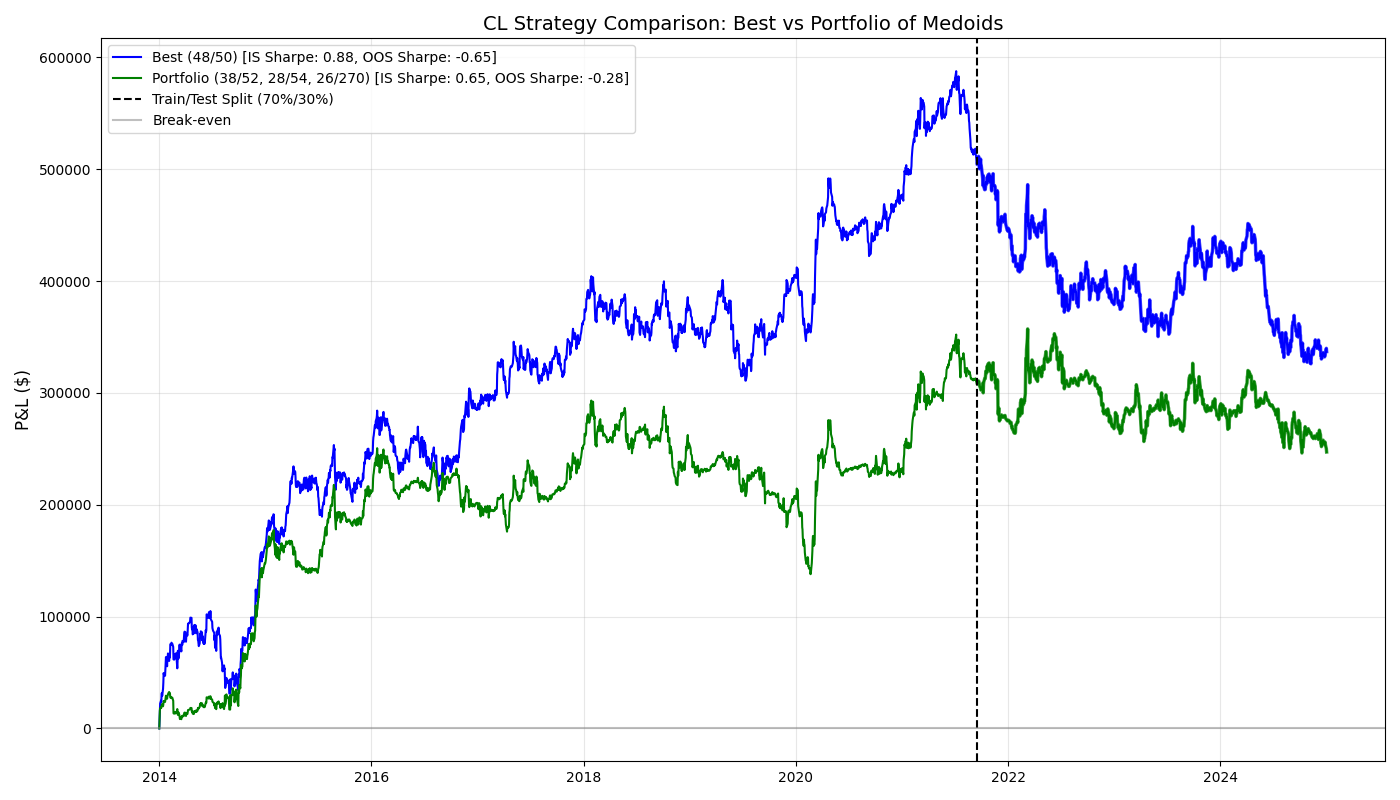 CL Strategy Comparison: Best vs Portfolio of Medoids
Best (48/50) [IS Sharpe: 0.88, OOS Sharpe: -0.65]
Portfolio (38/52, 28/54, 26/270) [IS Sharpe: 0.65, OOS Sharpe: -0.28]
Train/Test Split (70%/30%)
Break-even
P&L ($)
600000
500000
400000
300000
200000
100000
0
2014 2016 2018 2020 2022 2024